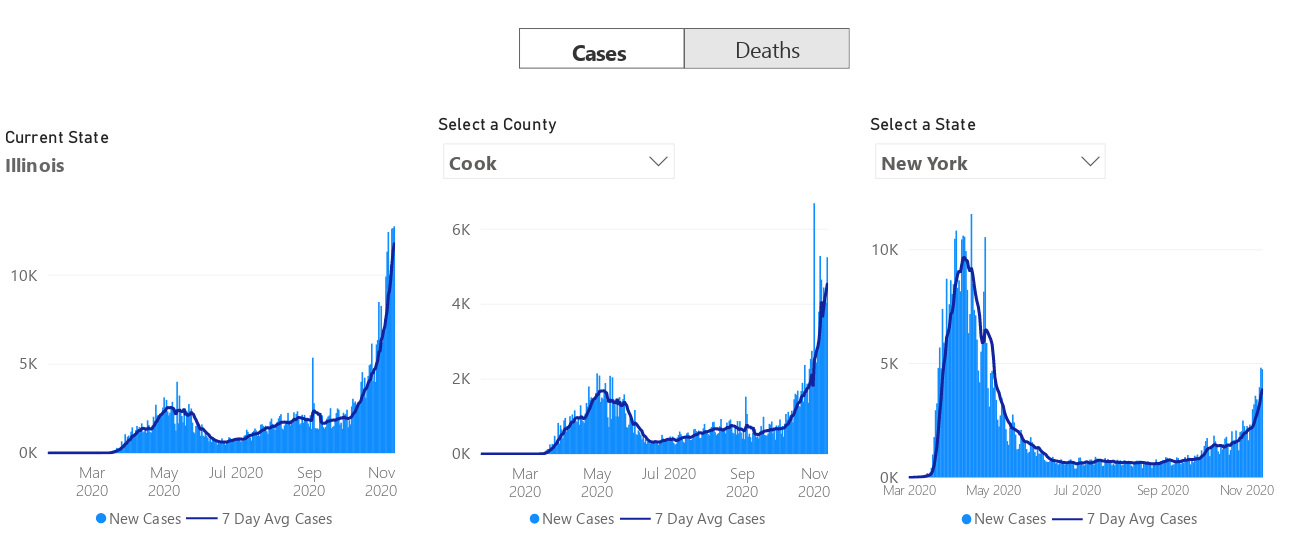 Cases Deaths
Current State
Illinois
10K
5K
0K
Mar 2020 May 2020 Jul 2020 Sep 2020 Nov 2020
New Cases 7 Day Avg Cases
Select a County
Cook
6K
4K
2K
0K
Mar 2020 May 2020 Jul 2020 Sep 2020 Nov 2020
New Cases 7 Day Avg Cases
Select a State
New York
10K
5K
0K
Mar 2020 May 2020 Jul 2020 Sep 2020 Nov 2020
New Cases 7 Day Avg Cases